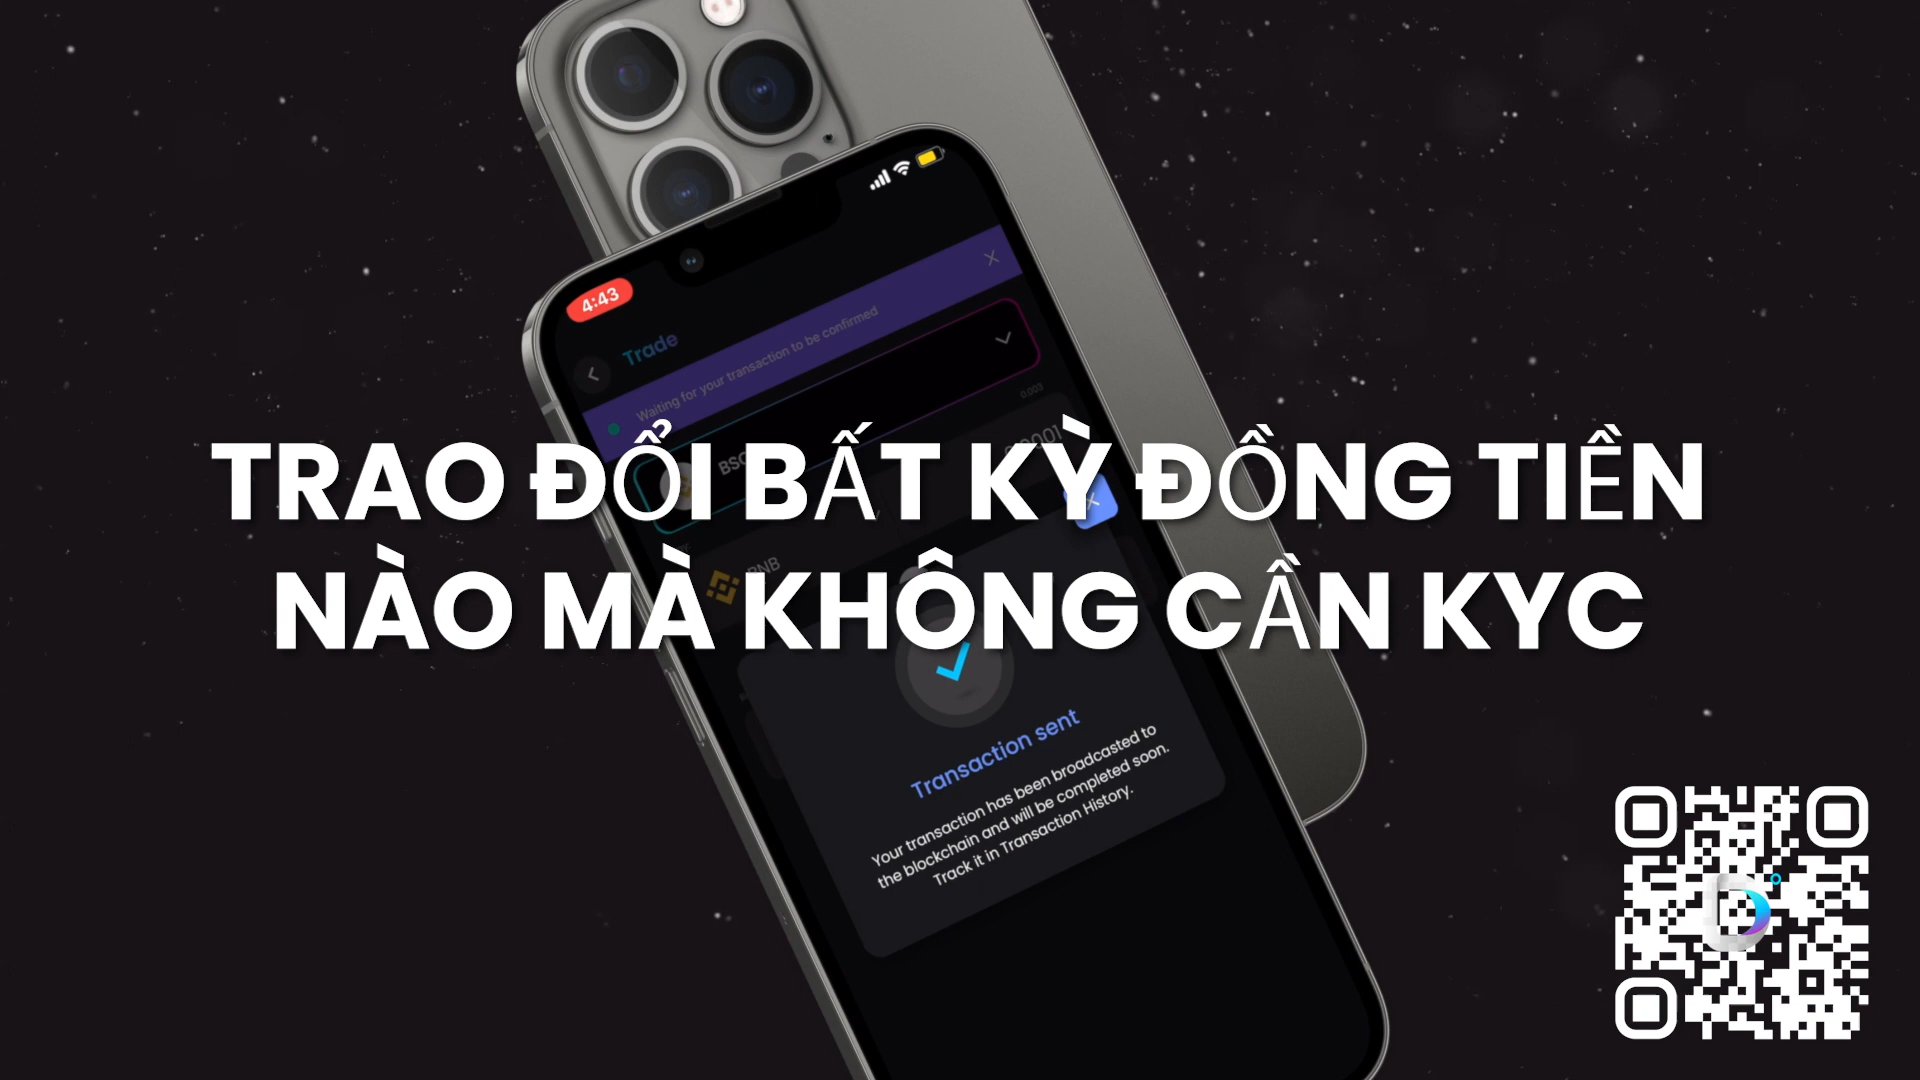 4:43
Trade
Waiting for your transaction to be confirmed
0.003
TRAO ĐỔI BẤT KỲ ĐỒNG TIỀN
NÀO MÀ KHÔNG CẦN KYC
BNB
Transaction sent
Your transaction has been broadcasted to
the blockchain and will be completed soon.
Track it in Transaction History.